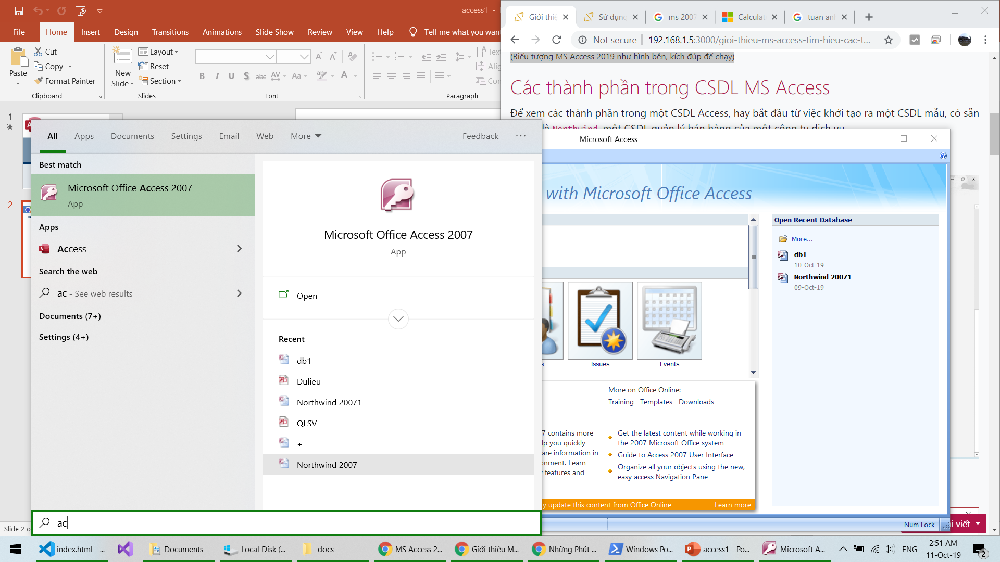 access1 -
File Home Insert Design Transitions Animations Slide Show Review View Help Tell me what you wan
Paste
Cut
Copy
Format Painter
Clipboard
New
Slide
Layout
Reset
Section
Slides
B I U S abc AV Aa A
Font
Tex
Alig
Con
Paragraph
1
2
Slide 2 o
Giới thiệ
Sử dụng
ms 2007
Calculat
tuan anh
Not secure | 192.168.1.5:3000/gioi-thieu-ms-access-tim-hieu-cac-t...
(Biểu tượng MS Access 2019 như hình bên, kích đúp để chạy)
Các thành phần trong CSDL MS Access
Để xem các thành phần trong một CSDL Access, hay bắt đầu từ việc khởi tạo ra một CSDL mẫu, có sẵn
là Northwind, một CSDL quản lý bán hàng của một công ty dịch vụ
All Apps Documents Settings Email Web More Feedback ...
Best match
Microsoft Office Access 2007
App
Apps
Access
Search the web
ac - See web results
Documents (7+)
Settings (4+)
Microsoft Office Access 2007
App
Open
Recent
db1
Dulieu
Northwind 20071
QLSV
+
Northwind 2007
ac
Microsoft Access
with Microsoft Office Access
s
Issues
Events
More on Office Online:
Training | Templates | Downloads
7 contains more
lp you quickly
are information in
onment. Learn
features and
Get the latest content while working in
the 2007 Microsoft Office system
Guide to Access 2007 User Interface
Organize all your objects using the new,
easy access Navigation Pane
y update this content from Office Online
Learn more
Open Recent Database
More...
db1
10-Oct-19
Northwind 20071
09-Oct-19
Num Lock
i viết
index.html - ...
Documents
Local Disk (...
docs
MS Access 2...
Giới thiệu M...
Những Phút ...
Windows Po...
access1 - Po...
Microsoft A...
ENG
2:51 AM
11-Oct-19
2